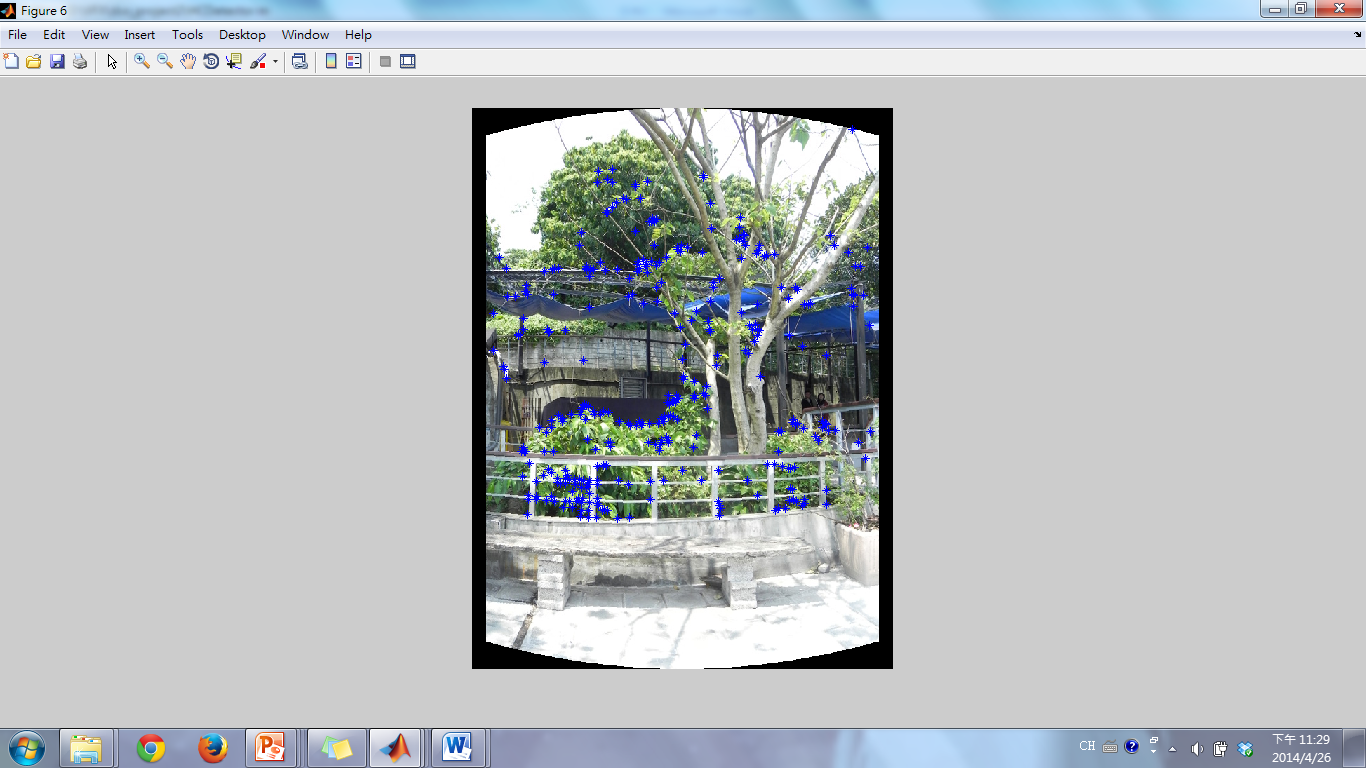 Figure 6
File Edit View Insert Tools Desktop Window Help
CH
下午 11:29
2014/4/26